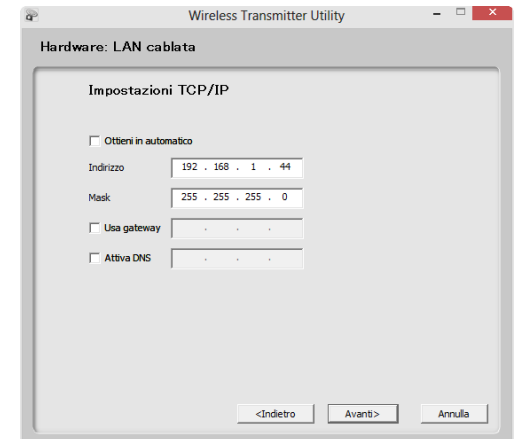 Wireless Transmitter Utility
Hardware: LAN cablata
Impostazioni TCP/IP
Ottieni in automatico
Indirizzo 192 . 168 . 1 . 44
Mask 255 . 255 . 255 . 0
Usa gateway . . .
Attiva DNS . . .
<Indietro Avanti> Annulla